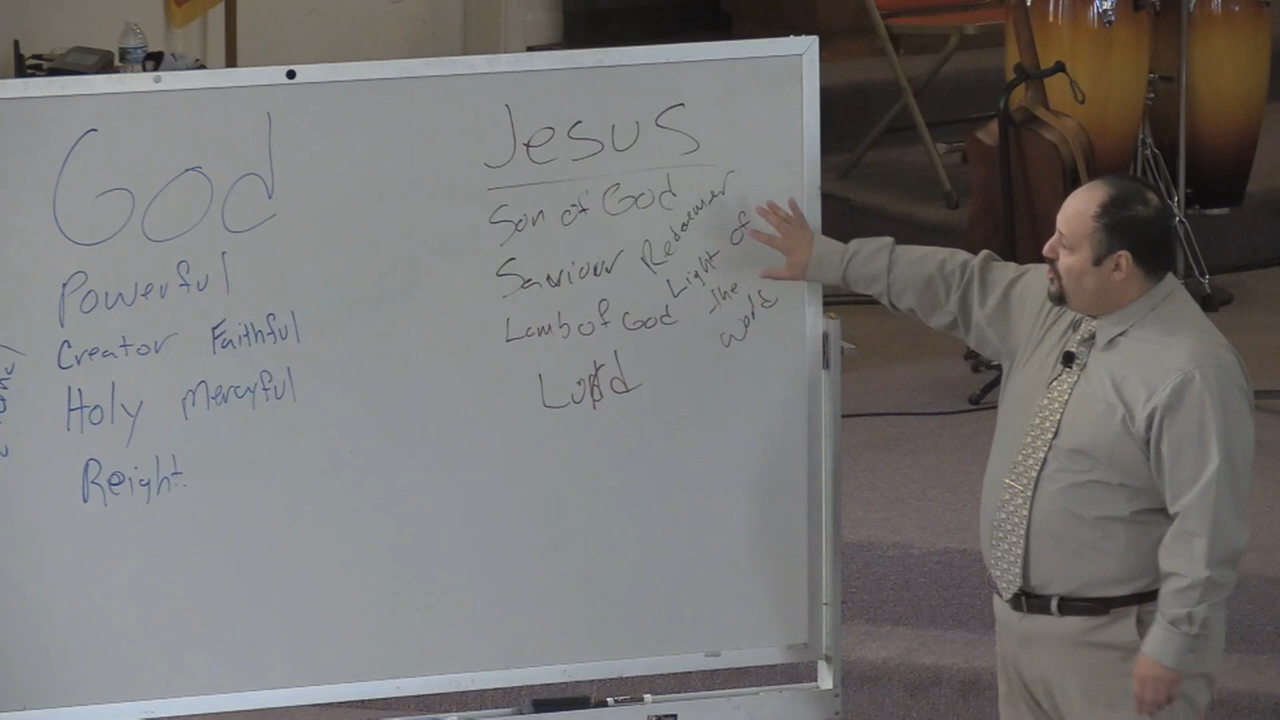 God
Powerful
Creator Faithful
Holy Mercyful
Reight
Jesus
Son of God
Saviour Redeemer
Lamb of God Light of
the
World
Lord